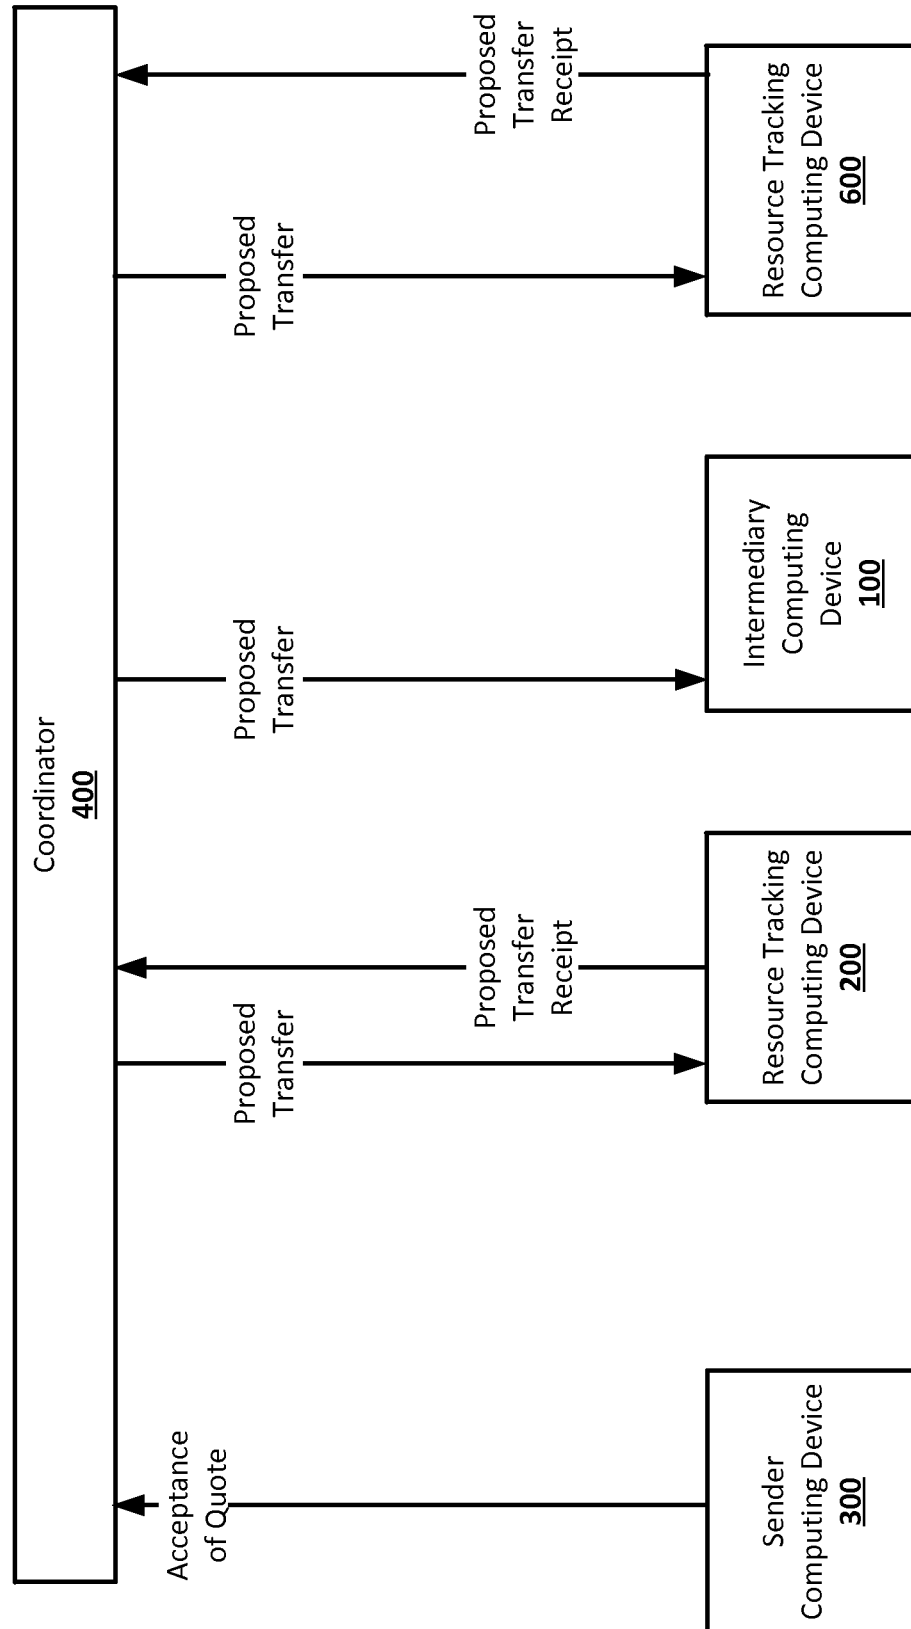 Coordinator
400
Acceptance
of Quote
Proposed
Transfer
Proposed
Transfer
Receipt
Proposed
Transfer
Proposed
Transfer
Proposed
Transfer
Receipt
Sender
Computing Device
300
Resource Tracking
Computing Device
200
Intermediary
Computing
Device
100
Resource Tracking
Computing Device
600